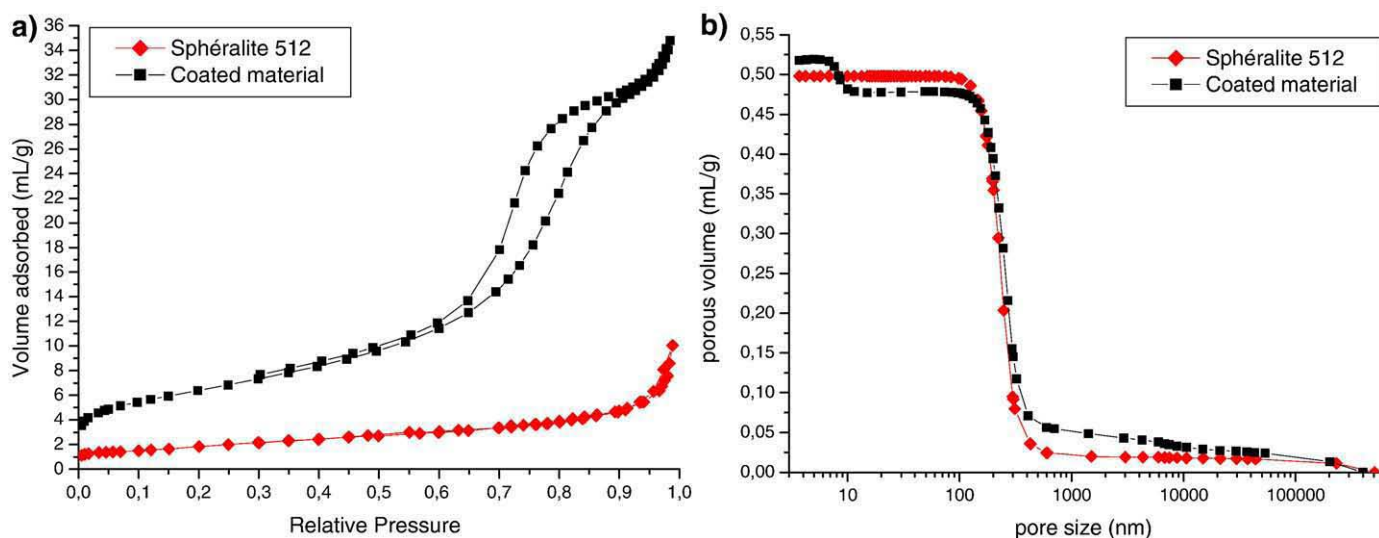 a)
Sphéralite 512
Coated material
36
34
32
30
28
26
24
22
20
18
16
14
12
10
8
6
4
2
0
Volume adsorbed (mL/g)
0,0 0,1 0,2 0,3 0,4 0,5 0,6 0,7 0,8 0,9 1,0
Relative Pressure
b)
Sphéralite 512
Coated material
0,55
0,50
0,45
0,40
0,35
0,30
0,25
0,20
0,15
0,10
0,05
0,00
porous volume (mL/g)
10 100 1000 10000 100000
pore size (nm)